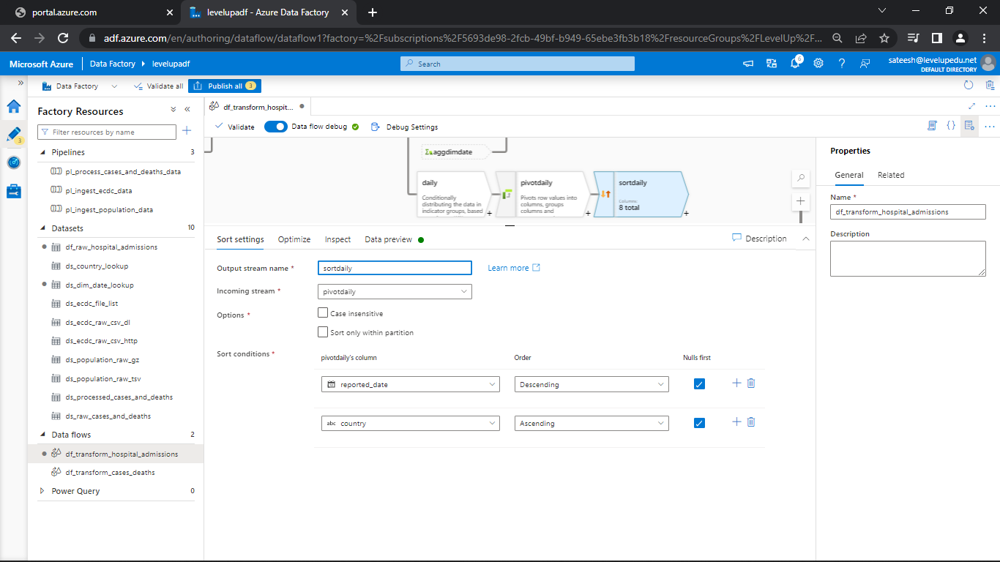 portal.azure.com
levelupadf - Azure Data Factory
adf.azure.com/en/authoring/dataflow/dataflow1?factory=%2Fsubscriptions%2F5693de98-2fcb-49bf-b949-65ebe3fb3b18%2FresourceGroups%2FLevelUp%2F...
Microsoft Azure
Data Factory
levelupadf
Search
6
sateesh@levelupedu.net
DEFAULT DIRECTORY
Data Factory
Validate all
Publish all 3
3
Factory Resources
Filter resources by name
Pipelines 3
pl_process_cases_and_deaths_data
pl_ingest_ecdc_data
pl_ingest_population_data
Datasets 10
df_raw_hospital_admissions
ds_country_lookup
ds_dim_date_lookup
ds_ecdc_file_list
ds_ecdc_raw_csv_dl
ds_ecdc_raw_csv_http
ds_population_raw_gz
ds_population_raw_tsv
ds_processed_cases_and_deaths
ds_raw_cases_and_deaths
Data flows 2
df_transform_hospital_admissions
df_transform_cases_deaths
Power Query 0
df_transform_hospit...
Validate
Data flow debug
Debug Settings
aggdimdate
daily
Conditionally
distributing the data in
indicator groups, based
pivotdaily
Pivots row values into
columns, groups
columns and
sortdaily
Columns:
8 total
Sort settings
Optimize
Inspect
Data preview
Description
Output stream name *
sortdaily
Learn more
Incoming stream *
pivotdaily
Options *
Case insensitive
Sort only within partition
Sort conditions *
pivotdaily's column
Order
Nulls first
reported_date
Descending
abc country
Ascending
Properties
General
Related
Name *
df_transform_hospital_admissions
Description